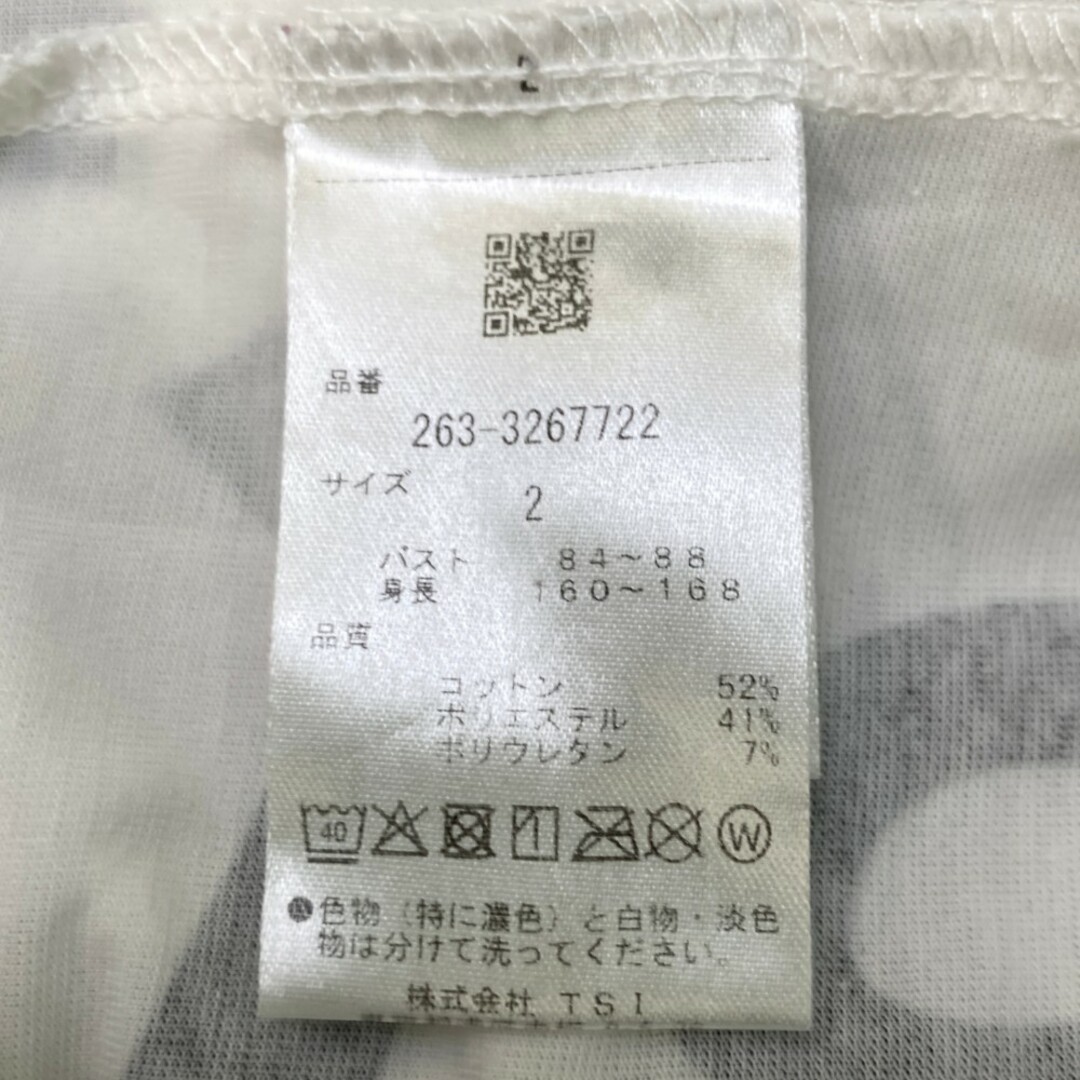 2
品番
263-3267722
サイズ
2
バスト 84～88
身長 160～168
品質
コットン 52%
ポリエステル 41%
ポリウレタン 7%
40
W
●色物（特に濃色）と白物・淡色
物は分けて洗ってください。
株式会社 TSI